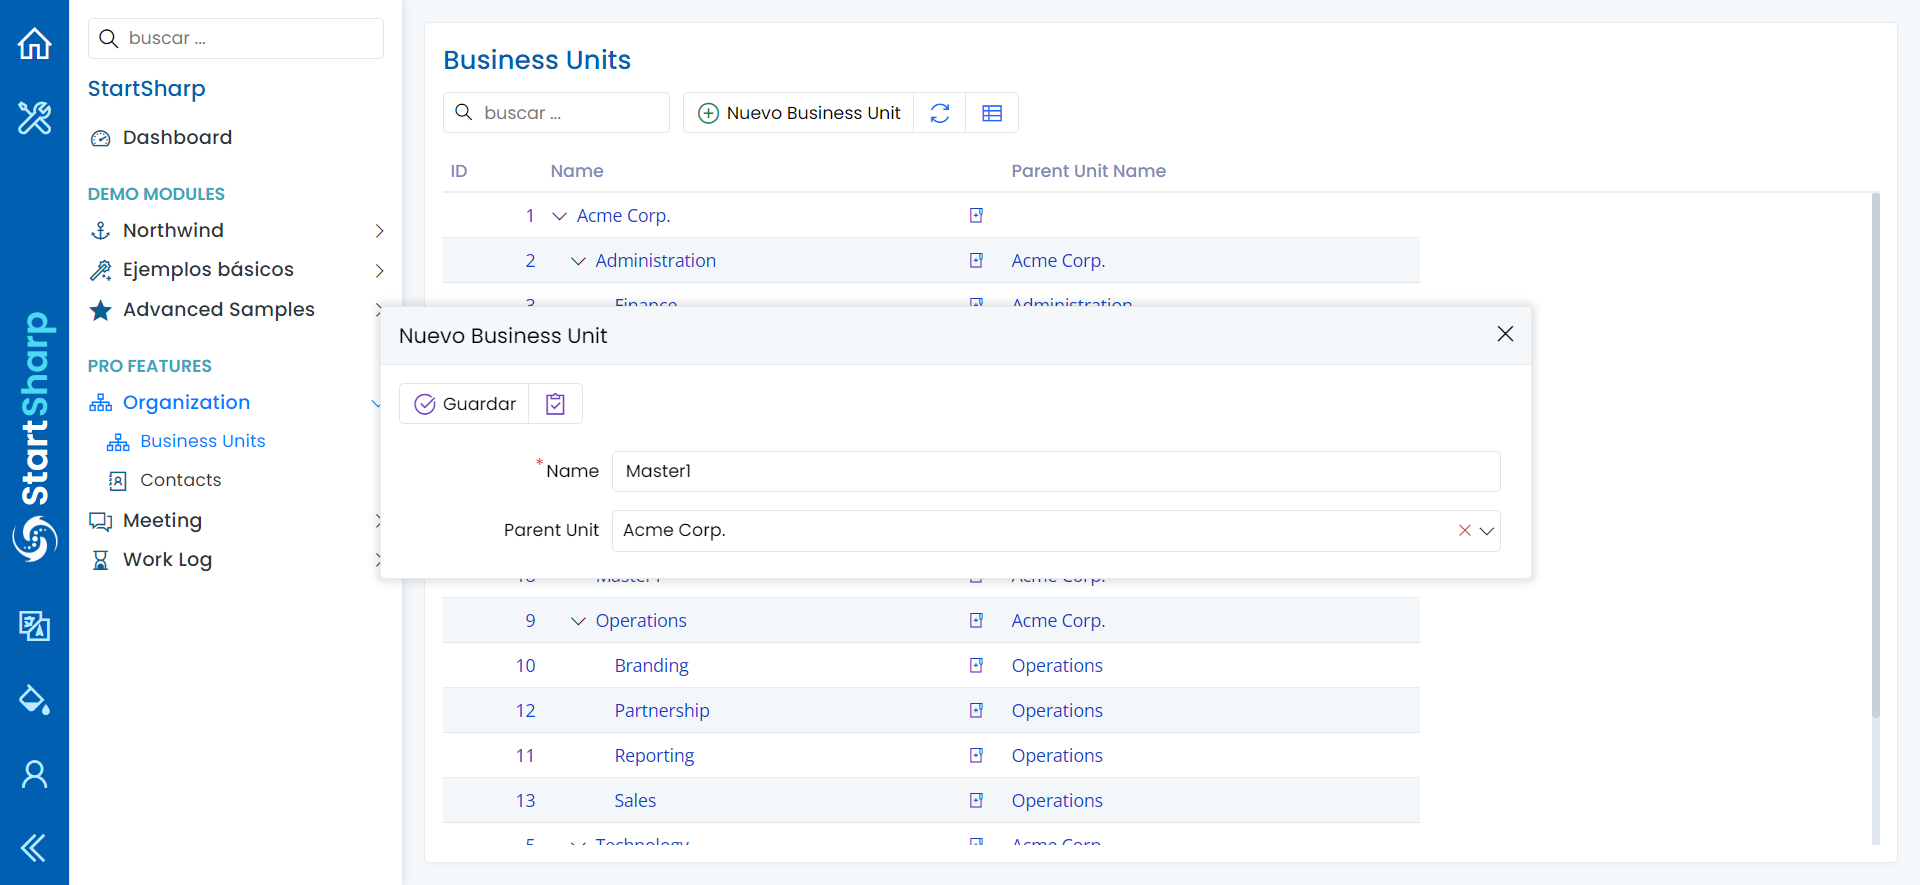 buscar ...
StartSharp
Dashboard
DEMO MODULES
Northwind
Ejemplos básicos
Advanced Samples
PRO FEATURES
Organization
Business Units
Contacts
Meeting
Work Log
StartSharp
Business Units
buscar ...
Nuevo Business Unit
ID Name Parent Unit Name
1 Acme Corp.
2 Administration Acme Corp.
3 Finance Administration
Nuevo Business Unit
Guardar
* Name Master1
Parent Unit Acme Corp.
Master1 Acme Corp.
9 Operations Acme Corp.
10 Branding Operations
12 Partnership Operations
11 Reporting Operations
13 Sales Operations
5 Technology Acme Corp.